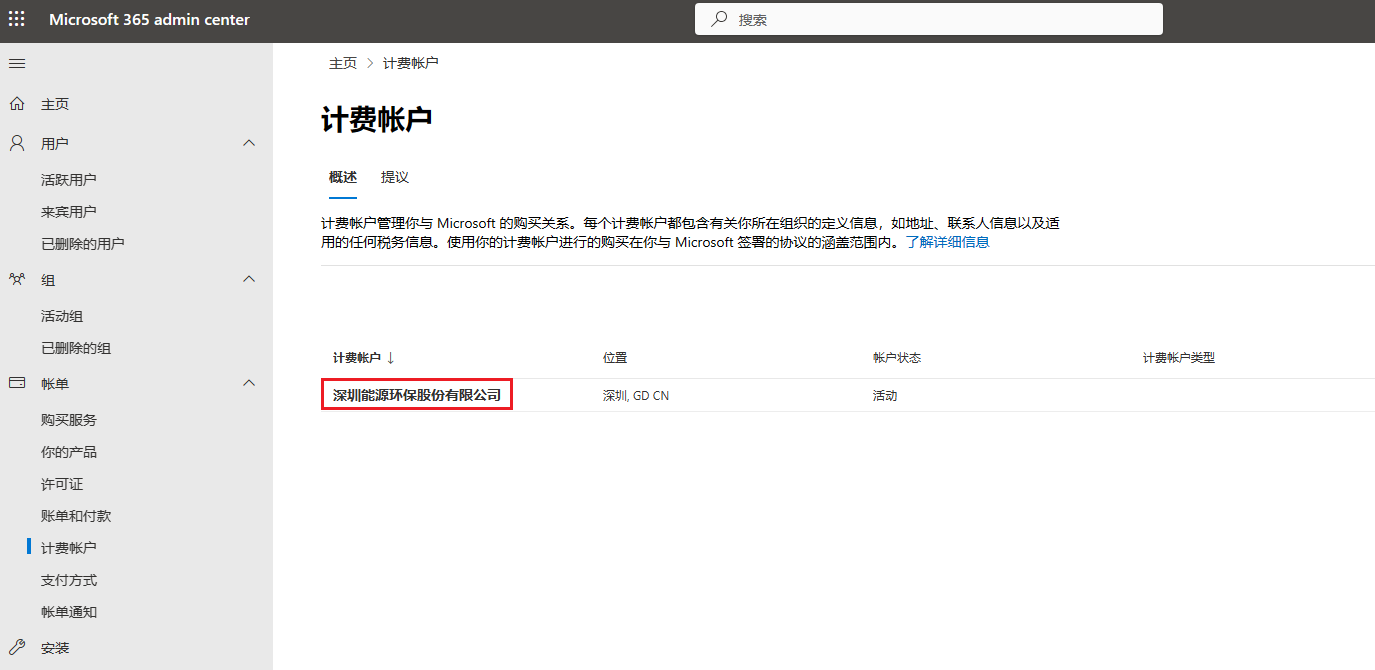 Microsoft 365 admin center
搜索
主页
用户
活跃用户
来宾用户
已删除的用户
组
活动组
已删除的组
帐单
购买服务
你的产品
许可证
账单和付款
计费帐户
支付方式
帐单通知
安装
主页 > 计费帐户
计费帐户
概述 提议
计费帐户管理你与 Microsoft 的购买关系。每个计费帐户都包含有关你所在组织的定义信息，如地址、联系人信息以及适
用的任何税务信息。使用你的计费帐户进行的购买在你与 Microsoft 签署的协议的涵盖范围内。了解详细信息
计费帐户 ↓ 位置 帐户状态 计费帐户类型
深圳能源环保股份有限公司 深圳, GD CN 活动